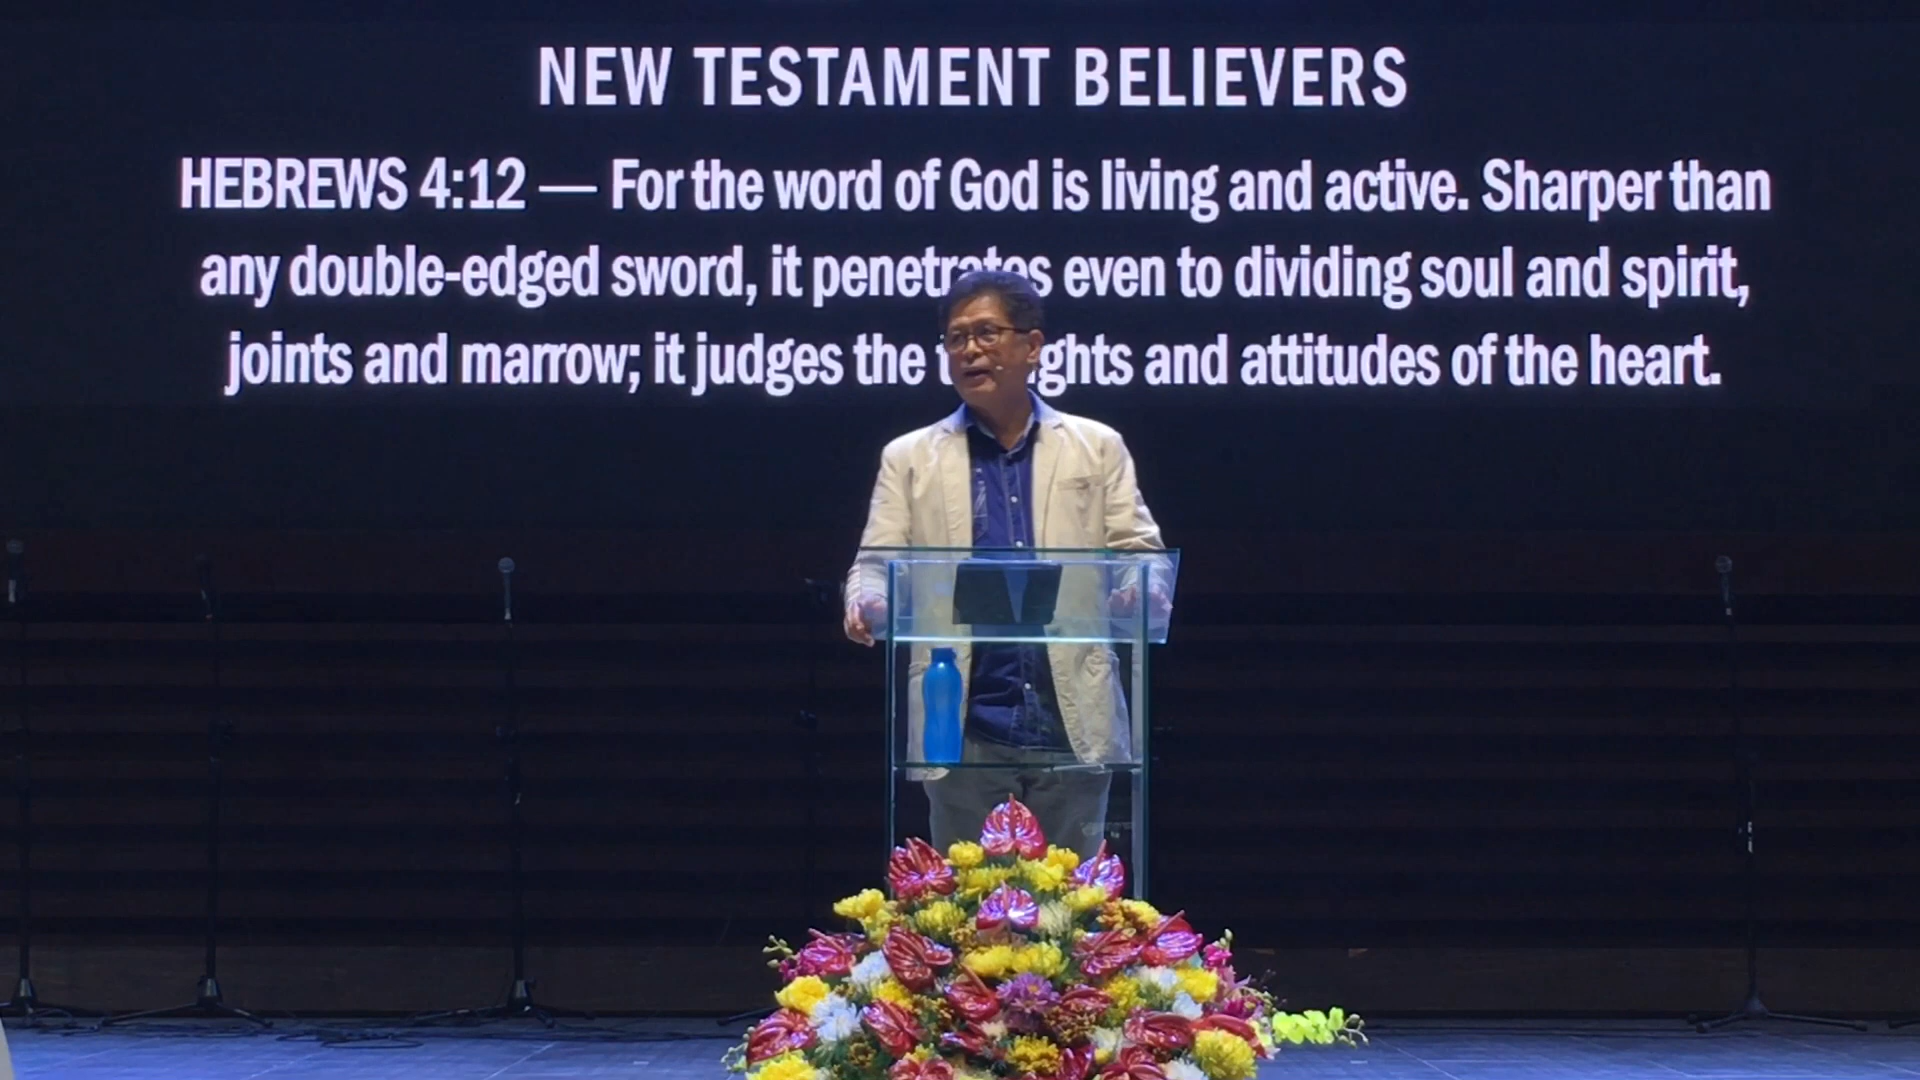 NEW TESTAMENT BELIEVERS
HEBREWS 4:12 — For the word of God is living and active. Sharper than
any double-edged sword, it penetrates even to dividing soul and spirit,
joints and marrow; it judges the thoughts and attitudes of the heart.